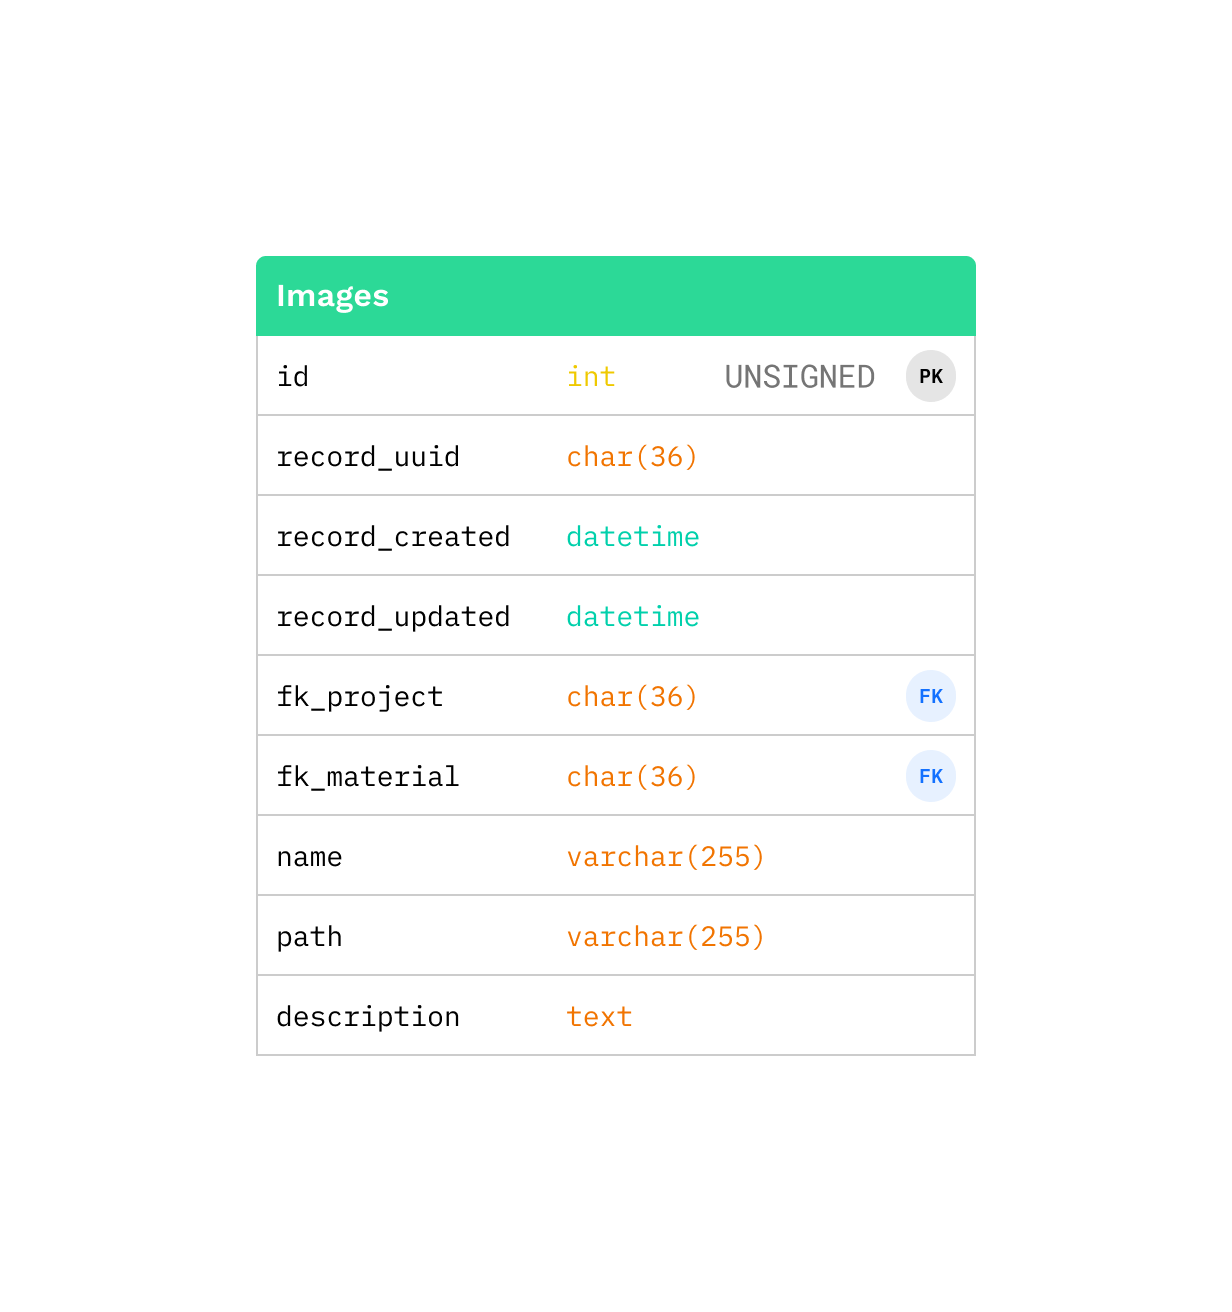 Images
id int UNSIGNED PK
record_uuid char(36)
record_created datetime
record_updated datetime
fk_project char(36) FK
fk_material char(36) FK
name varchar(255)
path varchar(255)
description text